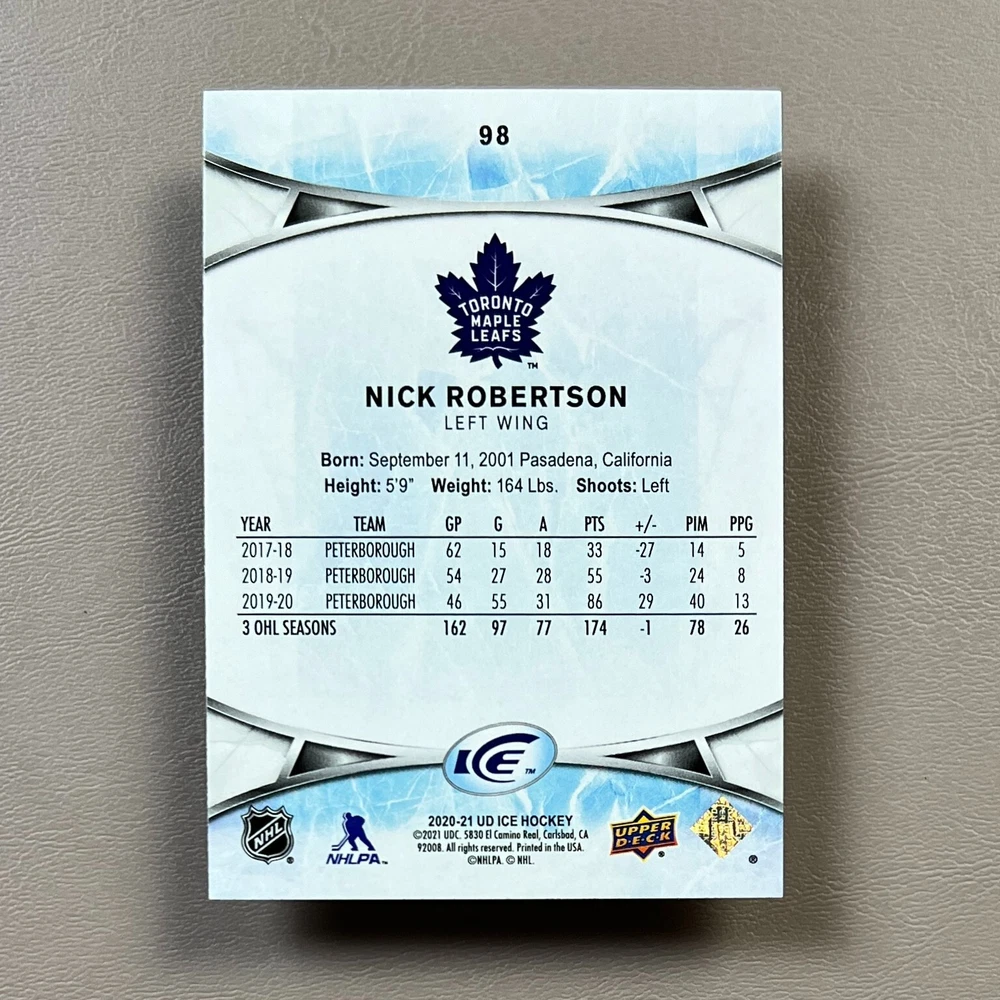 98
TORONTO
MAPLE
LEAFS
TM
NICK ROBERTSON
LEFT WING
Born: September 11, 2001 Pasadena, California
Height: 5'9" Weight: 164 Lbs. Shoots: Left
YEAR TEAM GP G A PTS +/- PIM PPG
2017-18 PETERBOROUGH 62 15 18 33 -27 14 5
2018-19 PETERBOROUGH 54 27 28 55 -3 24 8
2019-20 PETERBOROUGH 46 55 31 86 29 40 13
3 OHL SEASONS 162 97 77 174 -1 78 26
ICE TM
NHL ®
NHLPA TM
2020-21 UD ICE HOCKEY
©2021 UDC. 5830 El Camino Real, Carlsbad, CA
92008. All rights reserved. Printed in the USA.
©NHLPA. © NHL.
UPPER
DECK ®
®